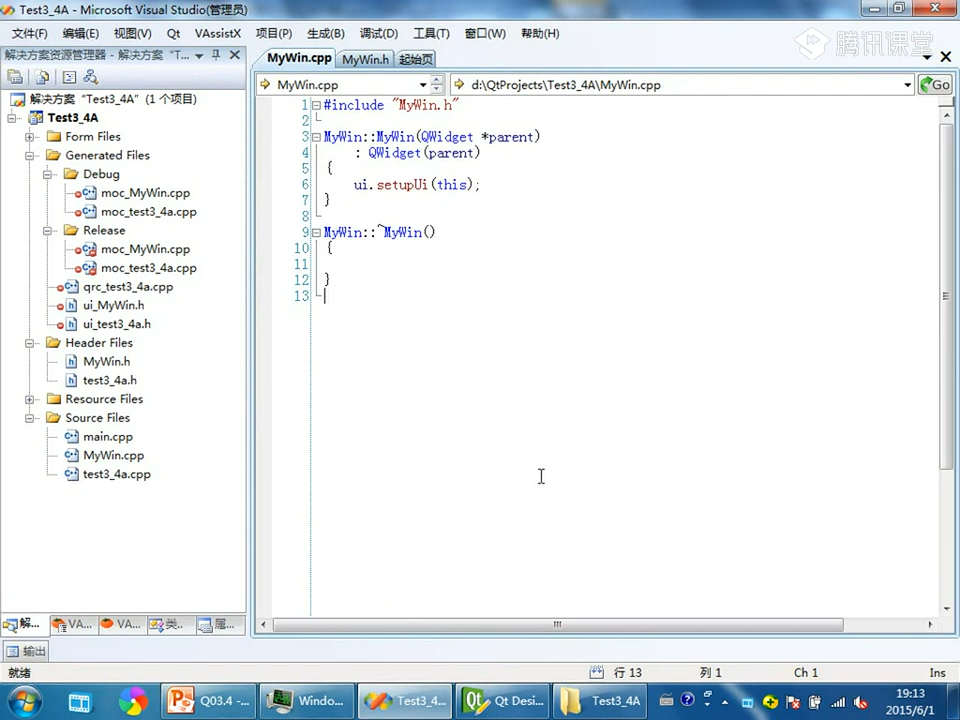 Test3_4A - Microsoft Visual Studio(管理员)
文件(F) 编辑(E) 视图(V) Qt VAssistX 项目(P) 生成(B) 调试(D) 工具(T) 窗口(W) 帮助(H)
腾讯课堂
解决方案资源管理器 - 解决方案 "T...
MyWin.cpp MyWin.h 起始页
MyWin.cpp d:\QtProjects\Test3_4A\MyWin.cpp Go
解决方案 "Test3_4A" (1 个项目)
Test3_4A
Form Files
Generated Files
Debug
moc_MyWin.cpp
moc_test3_4a.cpp
Release
moc_MyWin.cpp
moc_test3_4a.cpp
qrc_test3_4a.cpp
ui_MyWin.h
ui_test3_4a.h
Header Files
MyWin.h
test3_4a.h
Resource Files
Source Files
main.cpp
MyWin.cpp
test3_4a.cpp
1 #include "MyWin.h"
2
3 MyWin::MyWin(QWidget *parent)
4 : QWidget(parent)
5 {
6 ui.setupUi(this);
7 }
8
9 MyWin::~MyWin()
10 {
11
12 }
13
解... VA... VA... 类... 属...
输出
就绪 行 13 列 1 Ch 1 Ins
Q03.4 -... Windo... Test3_4... Qt Desi... Test3_4A
19:13
2015/6/1